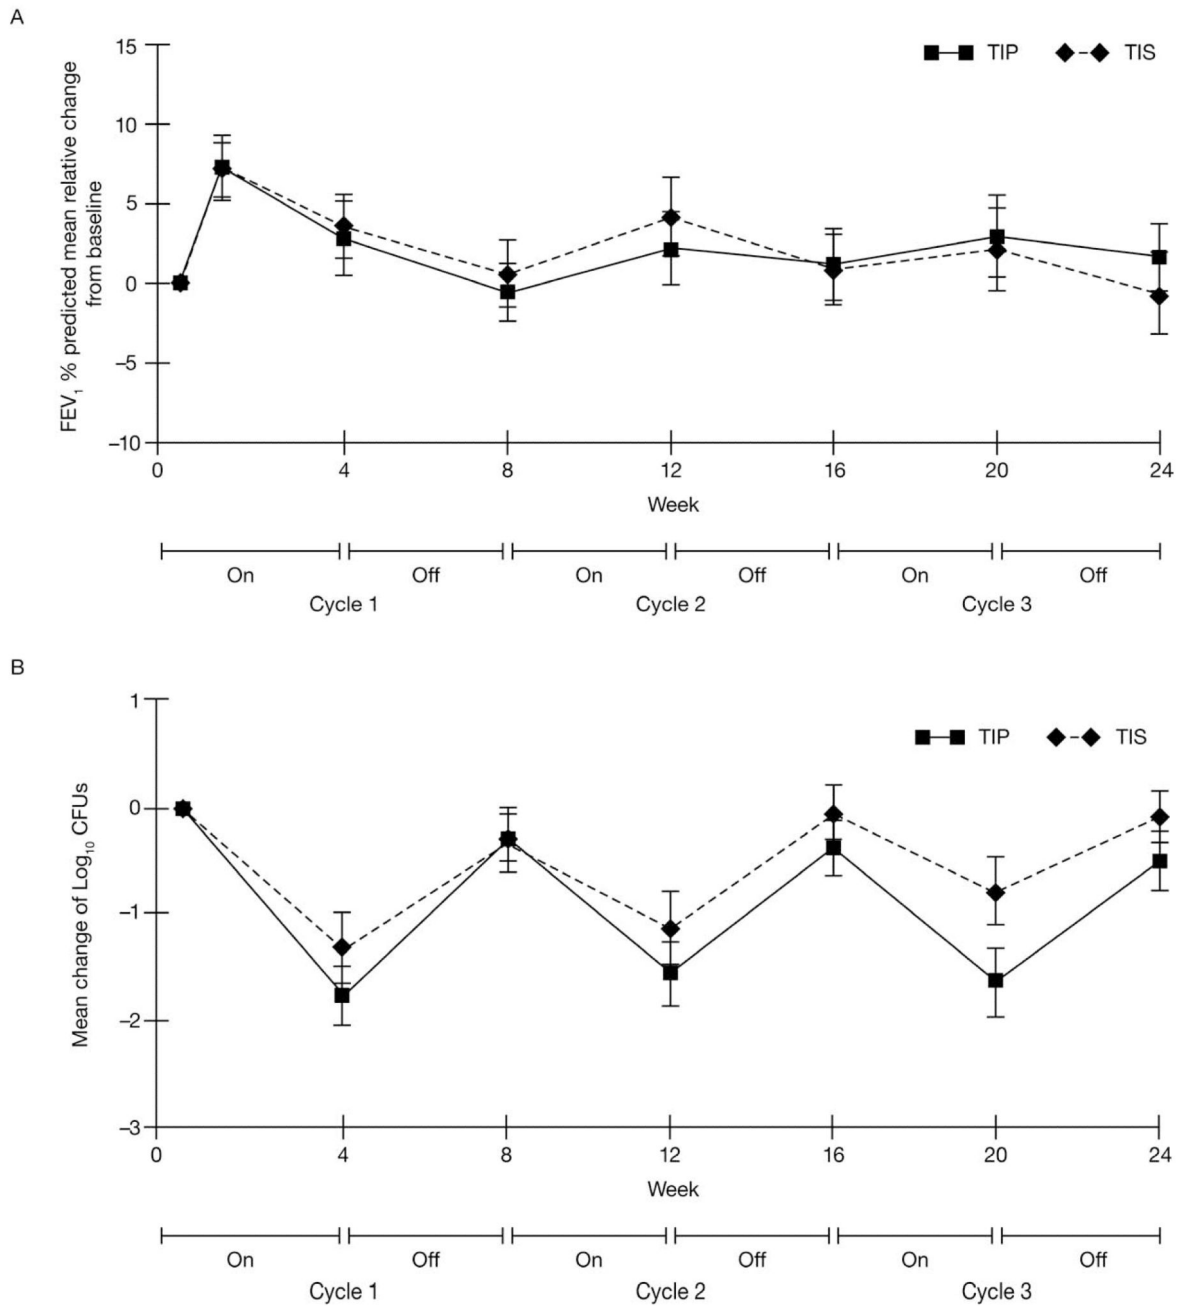 A
TIP TIS
FEV1 % predicted mean relative change
from baseline
15
10
5
0
–5
–10
0 4 8 12 16 20 24
Week
On Off On Off On Off
Cycle 1 Cycle 2 Cycle 3
B
TIP TIS
Mean change of Log10 CFUs
1
0
–1
–2
–3
0 4 8 12 16 20 24
Week
On Off On Off On Off
Cycle 1 Cycle 2 Cycle 3